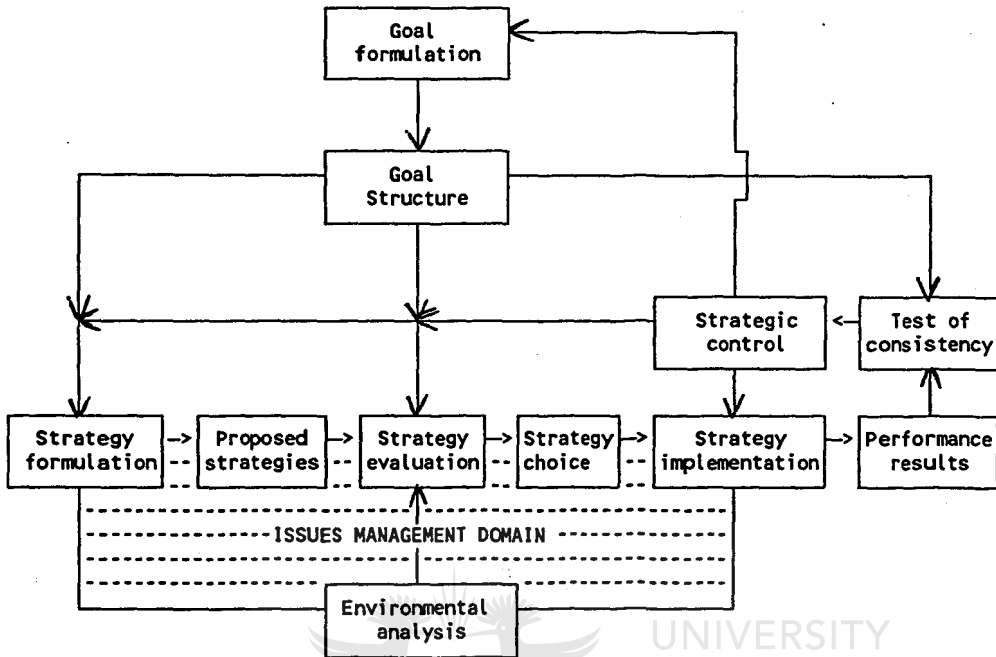 Goal
formulation
Goal
Structure
Strategic
control
Test of
consistency
Strategy
formulation
Proposed
strategies
Strategy
evaluation
Strategy
choice
Strategy
implementation
Performance
results
ISSUES MANAGEMENT DOMAIN
Environmental
analysis
UNIVERSITY